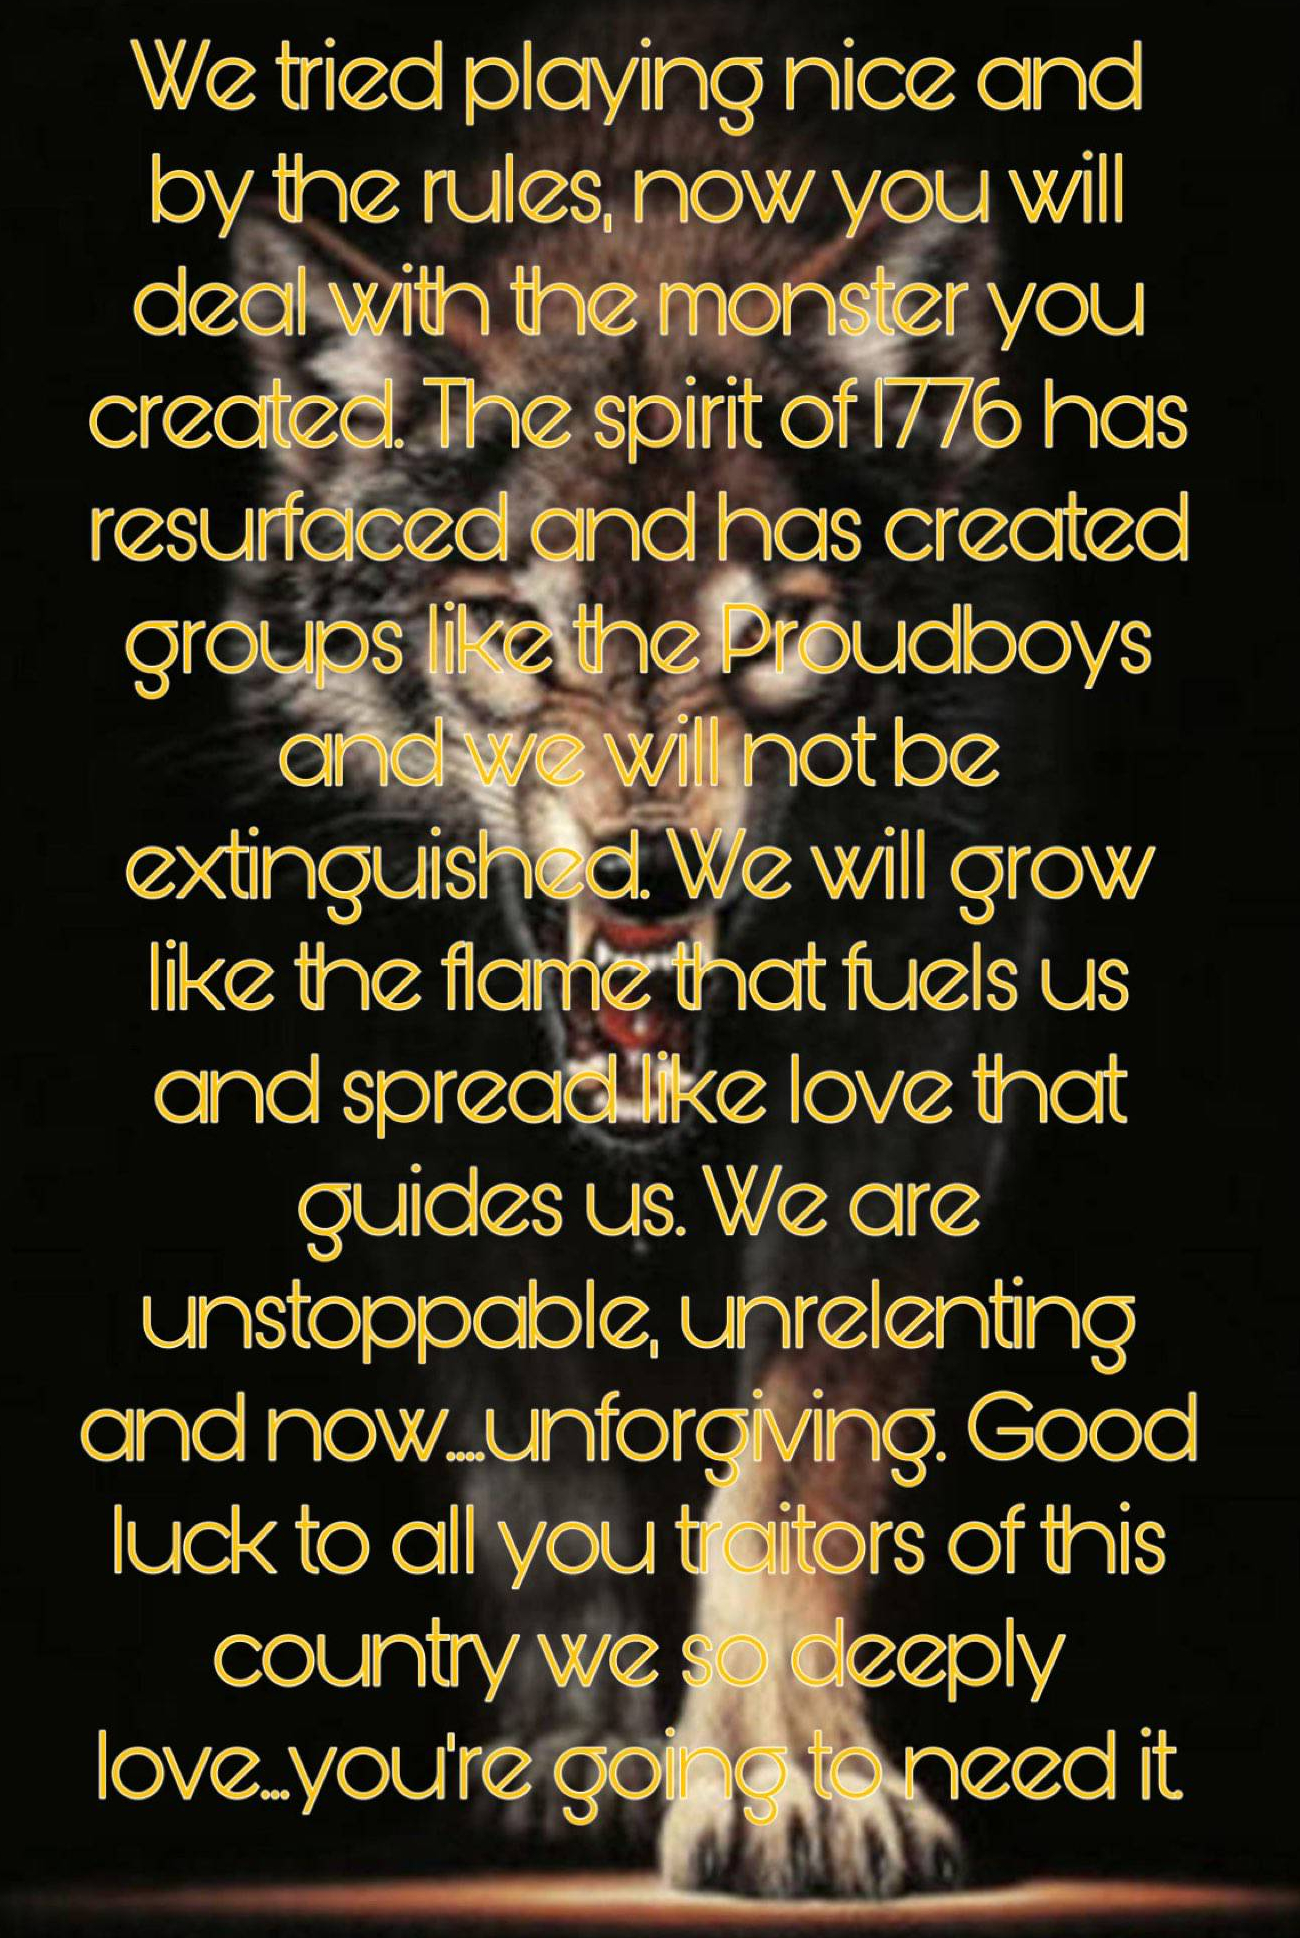 We tried playing nice and
by the rules, now you will
deal with the monster you
created. The spirit of 1776 has
resurfaced and has created
groups like the Proudboys
and we will not be
extinguished. We will grow
like the flame that fuels us
and spread like love that
guides us. We are
unstoppable, unrelenting
and now....unforgiving. Good
luck to all you traitors of this
country we so deeply
love...you're going to need it.